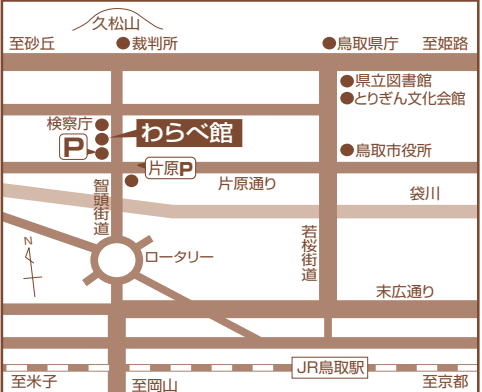 久松山
至砂丘
裁判所
鳥取県庁
至姫路
県立図書館
とりぎん文化会館
検察庁
わらべ館
P
鳥取市役所
片原P
片原通り
智頭街道
袋川
若桜街道
N
ロータリー
末広通り
JR鳥取駅
至米子
至岡山
至京都